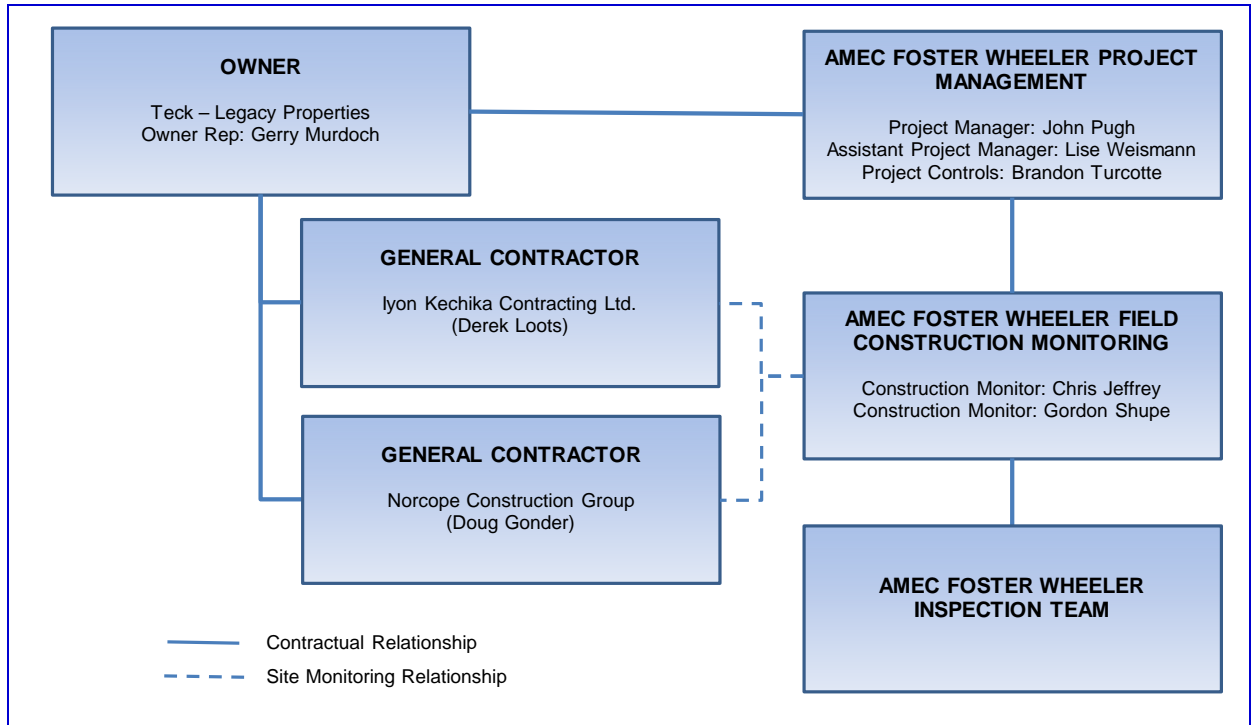 OWNER
Teck – Legacy Properties
Owner Rep: Gerry Murdoch
AMEC FOSTER WHEELER PROJECT
MANAGEMENT
Project Manager: John Pugh
Assistant Project Manager: Lise Weismann
Project Controls: Brandon Turcotte
GENERAL CONTRACTOR
Iyon Kechika Contracting Ltd.
(Derek Loots)
AMEC FOSTER WHEELER FIELD
CONSTRUCTION MONITORING
Construction Monitor: Chris Jeffrey
Construction Monitor: Gordon Shupe
GENERAL CONTRACTOR
Norcope Construction Group
(Doug Gonder)
AMEC FOSTER WHEELER
INSPECTION TEAM
Contractual Relationship
Site Monitoring Relationship